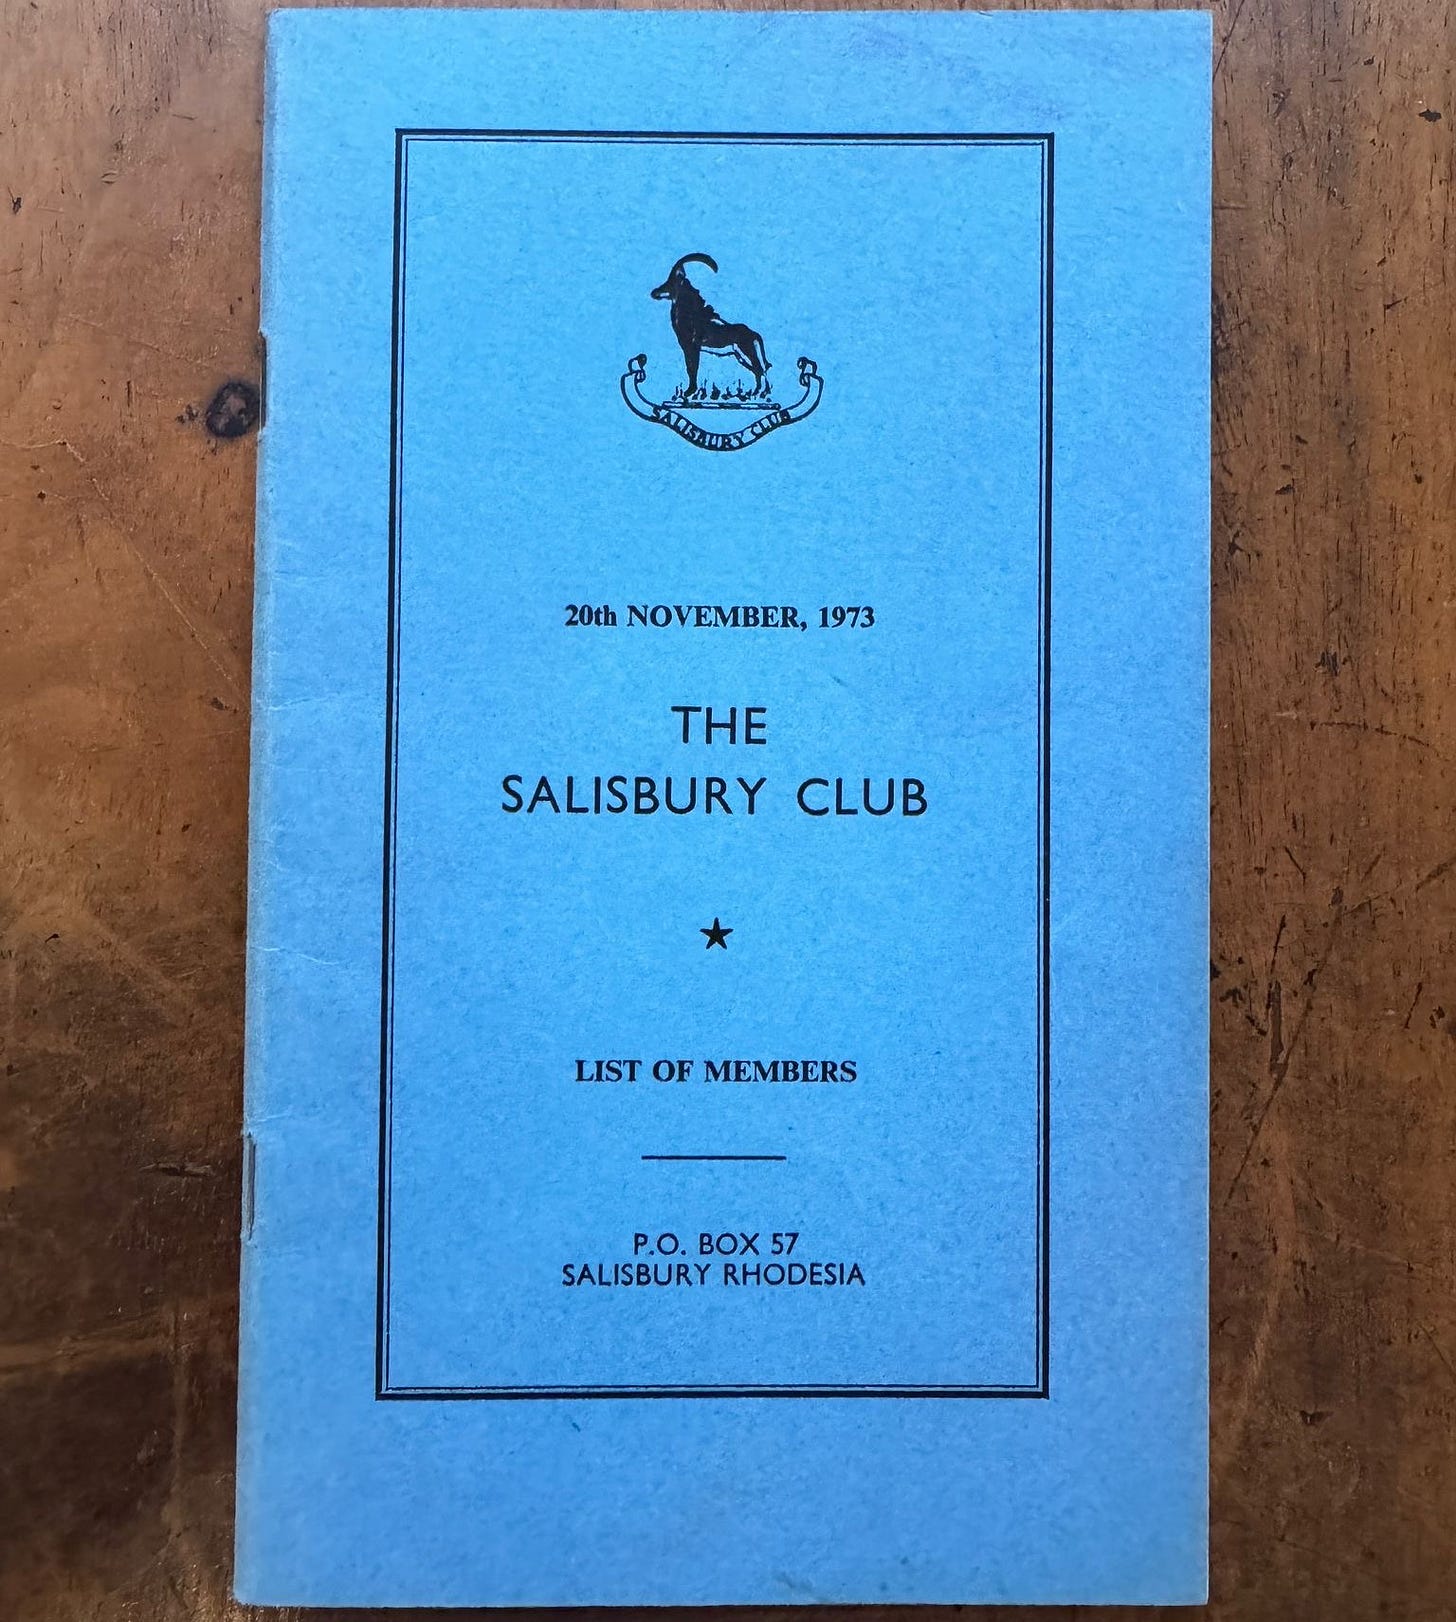 SALISBURY CLUB
20th NOVEMBER, 1973
THE
SALISBURY CLUB
LIST OF MEMBERS
P.O. BOX 57
SALISBURY RHODESIA